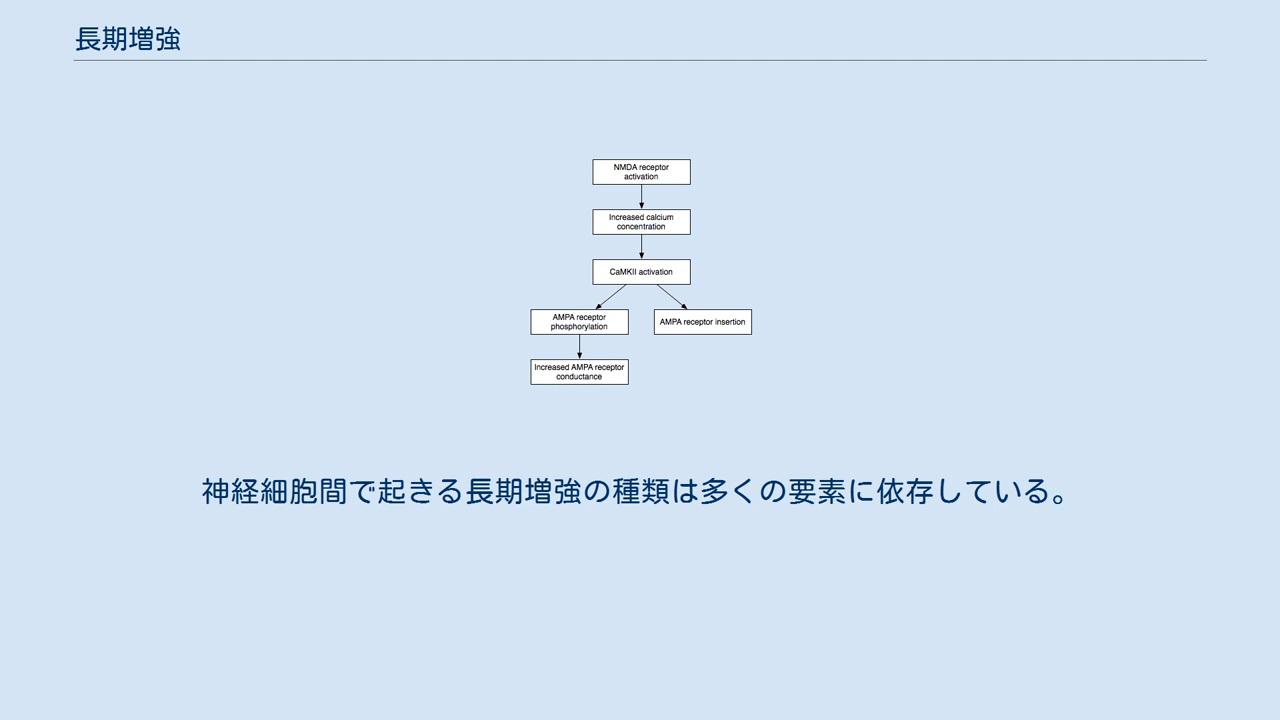 長期増強
NMDA receptor
activation
Increased calcium
concentration
CaMKII activation
AMPA receptor
phosphorylation
AMPA receptor insertion
Increased AMPA receptor
conductance
神経細胞間で起きる長期増強の種類は多くの要素に依存している。